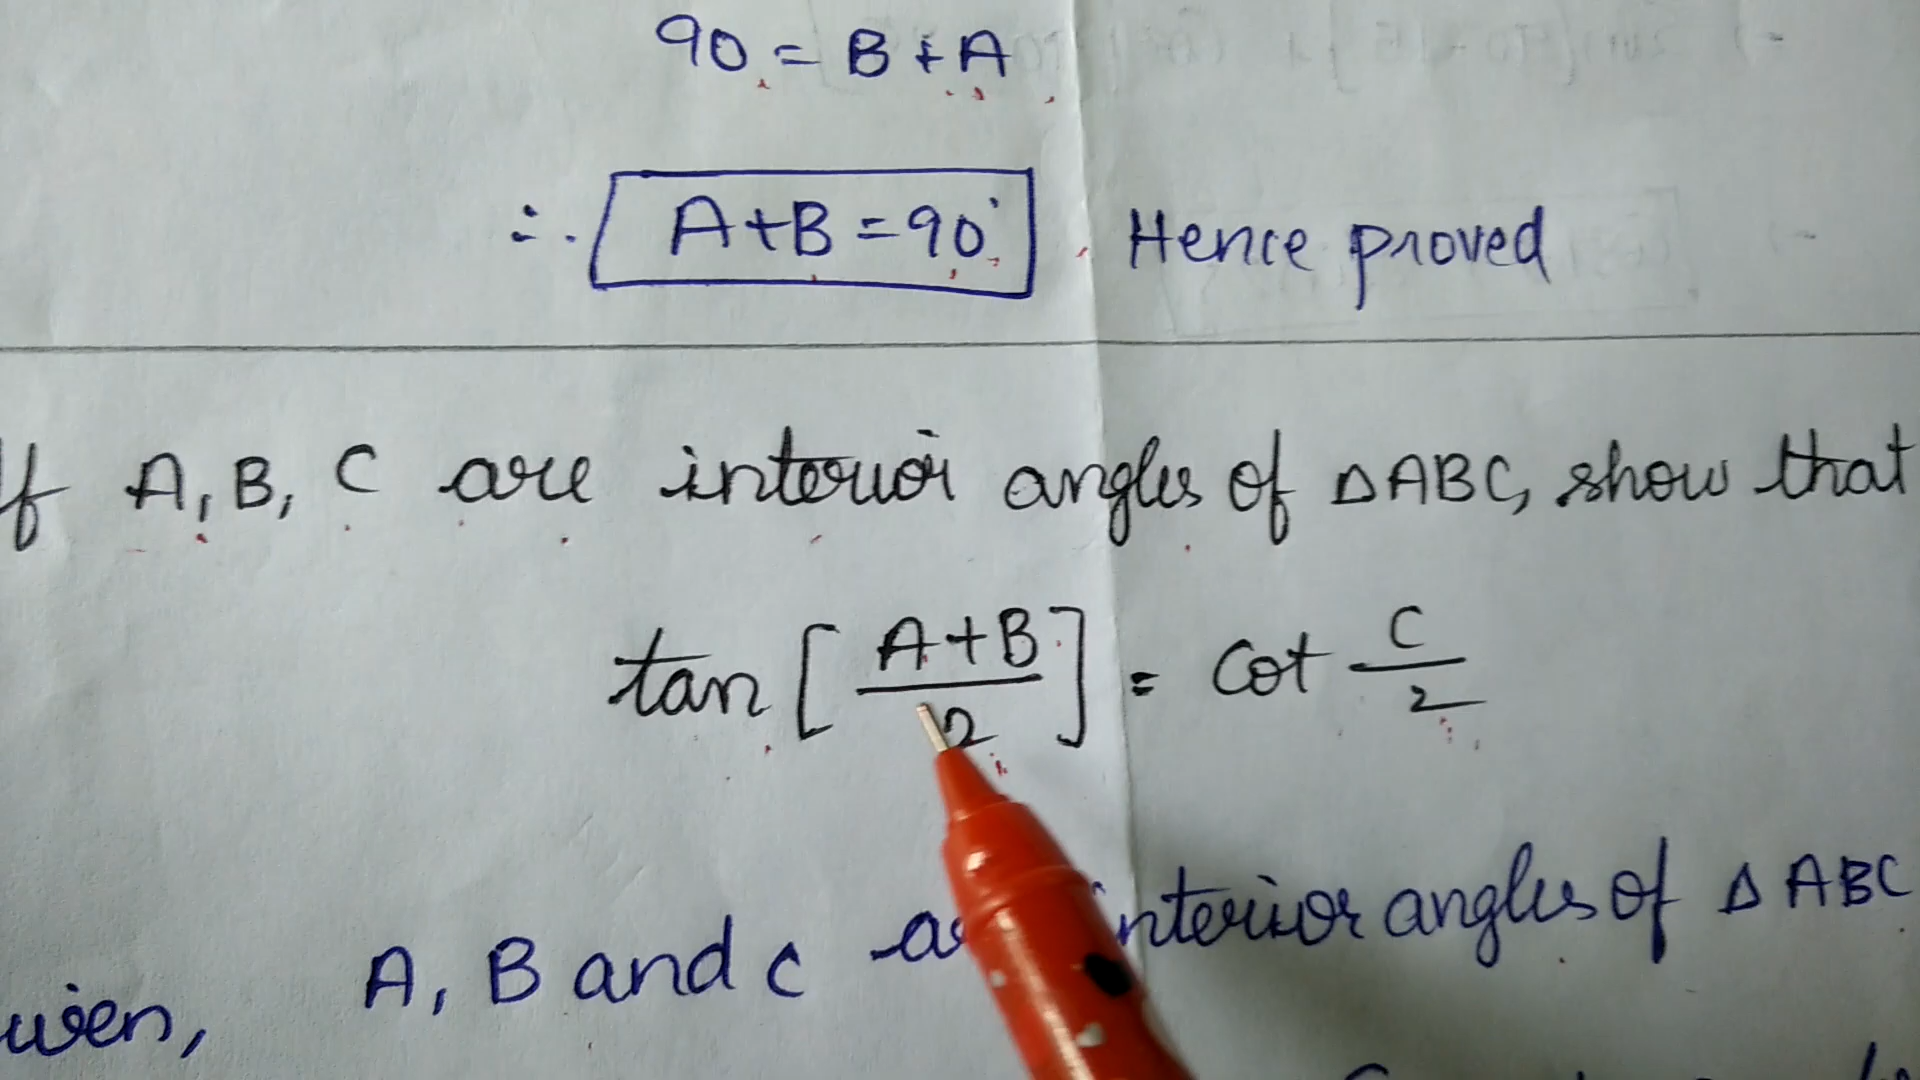 90 = B + A
∴ A+B = 90° Hence proved
If A, B, C are interior angles of ΔABC, show that
tan [ A+B / 2 ] = cot C / 2
A, B and C interior angles of Δ ABC